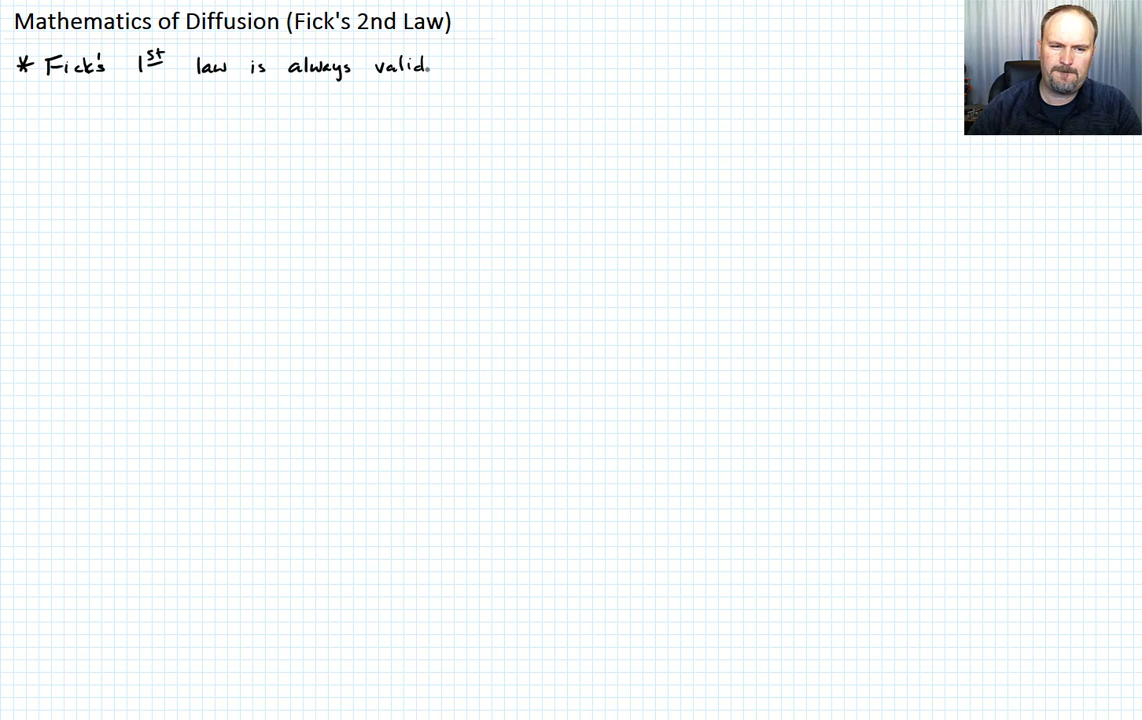 Mathematics of Diffusion (Fick's 2nd Law)
* Fick's 1st law is always valid.